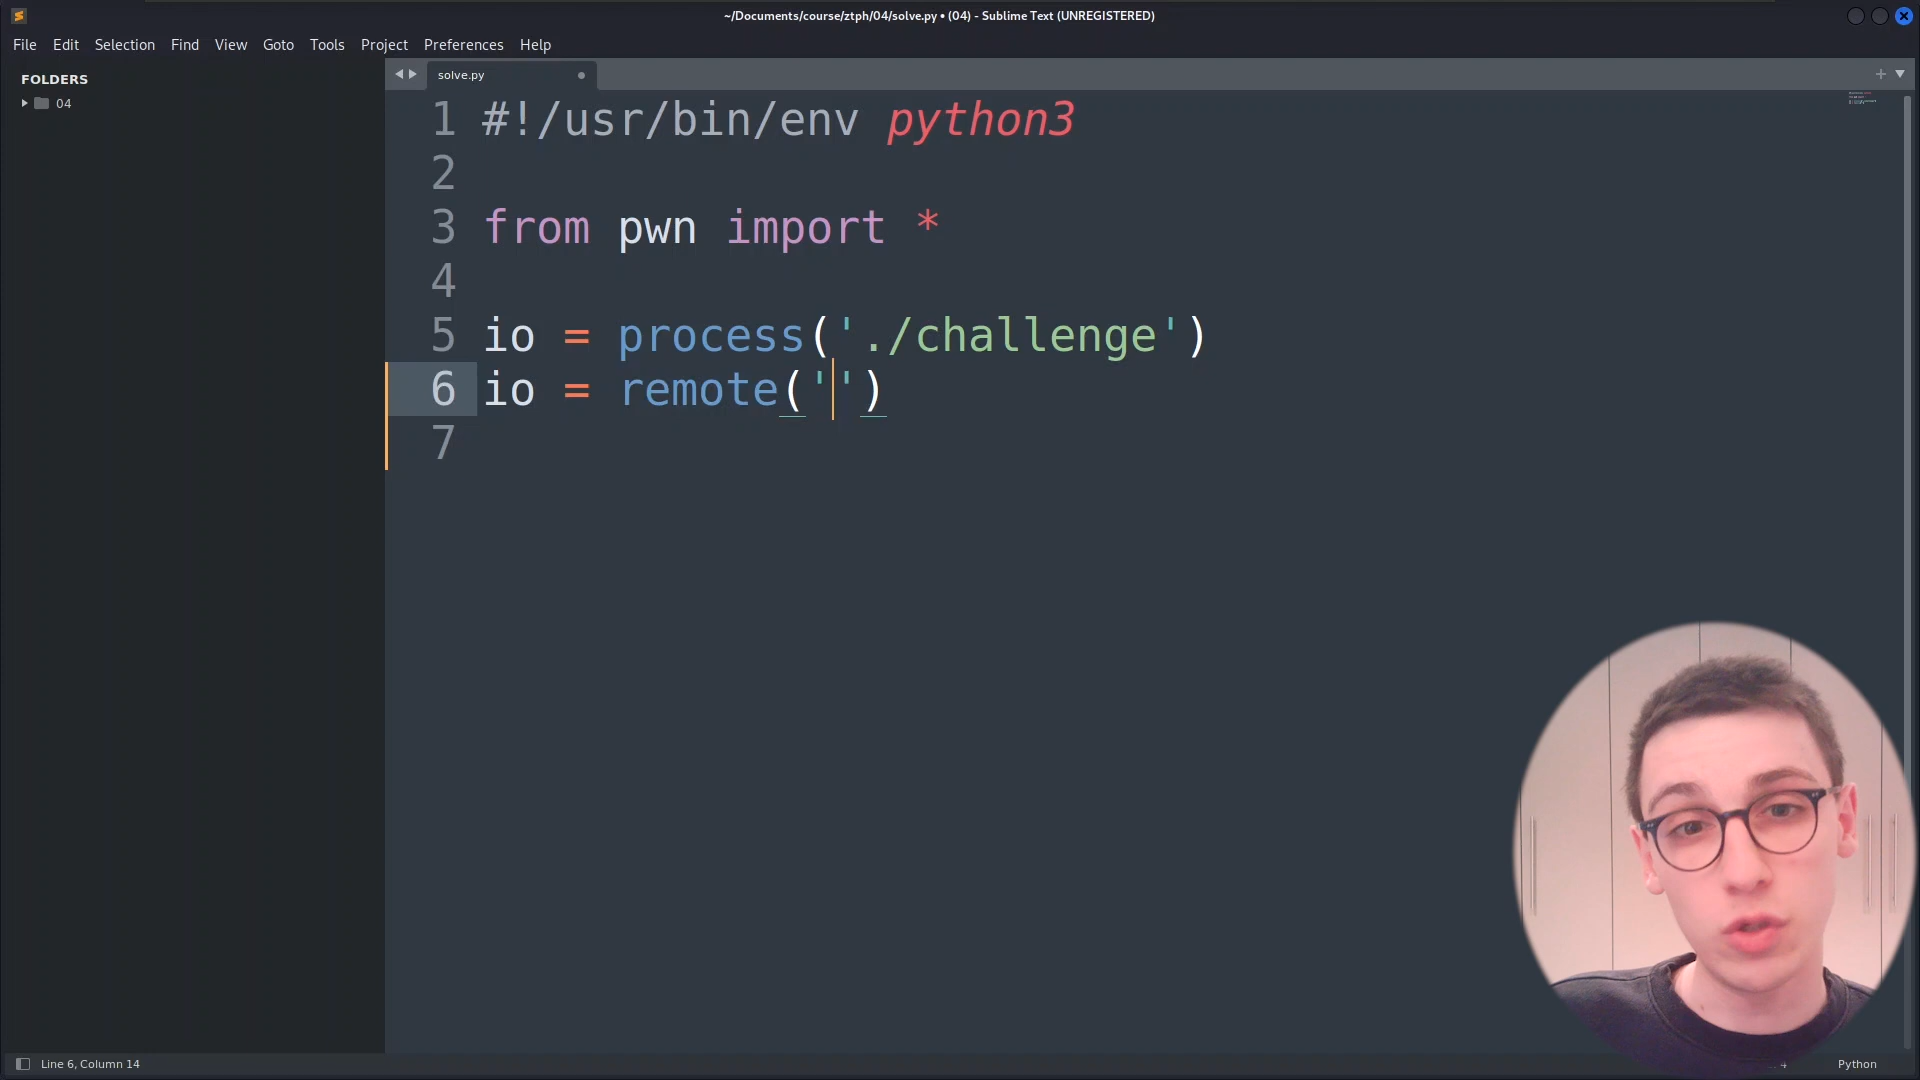 ~/Documents/course/ztph/04/solve.py • (04) - Sublime Text (UNREGISTERED)
File Edit Selection Find View Goto Tools Project Preferences Help
FOLDERS
04
solve.py
1 #!/usr/bin/env python3
2
3 from pwn import *
4
5 io = process('./challenge')
6 io = remote('')
7
Line 6, Column 14
Python